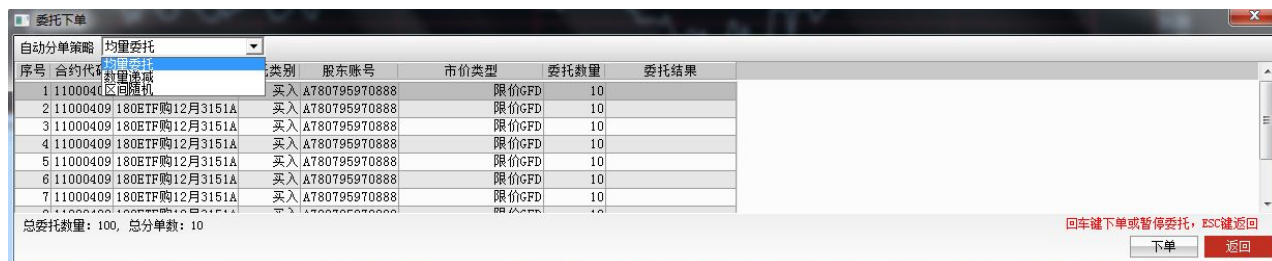 委托下单
自动分单策略 均量委托
均量委托
数量递减
区间随机
序号 合约代 类别 股东账号 市价类型 委托数量 委托结果
1 1100040 买入 A780795970888 限价GFD 10
2 11000409 180ETF购12月3151A 买入 A780795970888 限价GFD 10
3 11000409 180ETF购12月3151A 买入 A780795970888 限价GFD 10
4 11000409 180ETF购12月3151A 买入 A780795970888 限价GFD 10
5 11000409 180ETF购12月3151A 买入 A780795970888 限价GFD 10
6 11000409 180ETF购12月3151A 买入 A780795970888 限价GFD 10
7 11000409 180ETF购12月3151A 买入 A780795970888 限价GFD 10
总委托数量: 100, 总分单数: 10
回车键下单或暂停委托, ESC键返回
下单 返回